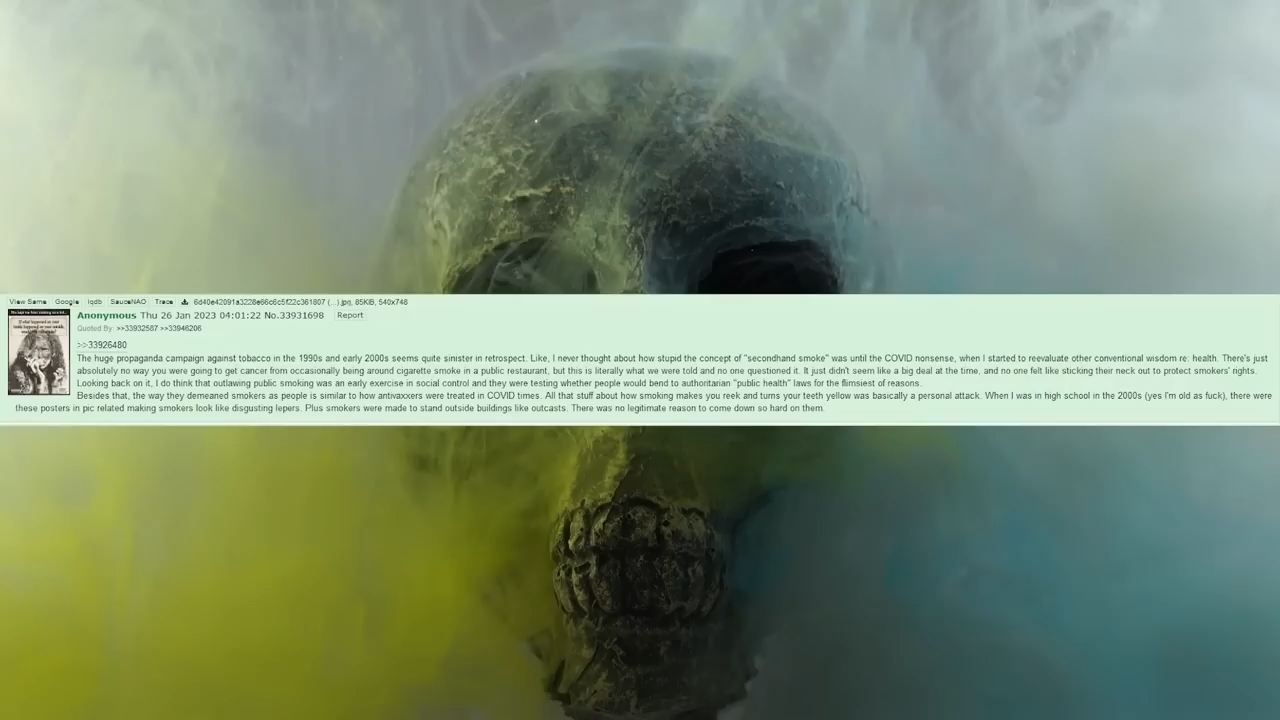 View Same Google iqdb SauceNAO Trace 6d40e42091a3228e66c6c5f22c361807 (...).jpg, 85KiB, 540x748
Anonymous Thu 26 Jan 2023 04:01:22 No.33931698 Report
Quoted By: >>33932587 >>33946206
>>33926480
The huge propaganda campaign against tobacco in the 1990s and early 2000s seems quite sinister in retrospect. Like, I never thought about how stupid the concept of "secondhand smoke" was until the COVID nonsense, when I started to reevaluate other conventional wisdom re: health. There's just
absolutely no way you were going to get cancer from occasionally being around cigarette smoke in a public restaurant, but this is literally what we were told and no one questioned it. It just didn't seem like a big deal at the time, and no one felt like sticking their neck out to protect smokers' rights.
Looking back on it, I do think that outlawing public smoking was an early exercise in social control and they were testing whether people would bend to authoritarian "public health" laws for the flimsiest of reasons.
Besides that, the way they demeaned smokers as people is similar to how antivaxxers were treated in COVID times. All that stuff about how smoking makes you reek and turns your teeth yellow was basically a personal attack. When I was in high school in the 2000s (yes I'm old as fuck), there were
these posters in pic related making smokers look like disgusting lepers. Plus smokers were made to stand outside buildings like outcasts. There was no legitimate reason to come down so hard on them.